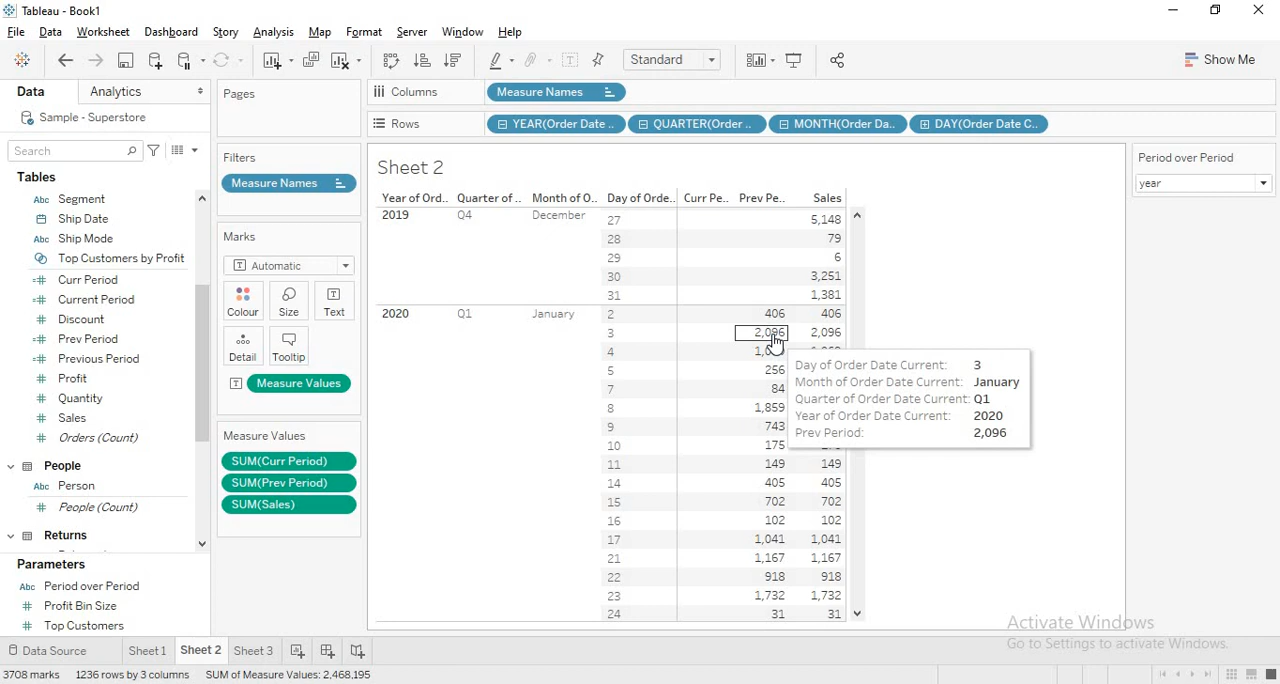 Tableau - Book1
File Data Worksheet Dashboard Story Analysis Map Format Server Window Help
Standard
Show Me
Data Analytics
Sample - Superstore
Search
Tables
Segment
Ship Date
Ship Mode
Top Customers by Profit
Curr Period
Current Period
Discount
Prev Period
Previous Period
Profit
Quantity
Sales
Orders (Count)
People
Person
People (Count)
Returns
Parameters
Period over Period
Profit Bin Size
Top Customers
Pages
Filters
Measure Names
Marks
Automatic
Colour Size Text
Detail Tooltip
Measure Values
Measure Values
SUM(Curr Period)
SUM(Prev Period)
SUM(Sales)
Columns Measure Names
Rows YEAR(Order Date .. QUARTER(Order .. MONTH(Order Da.. DAY(Order Date C..
Sheet 2
Year of Ord.. Quarter of .. Month of O.. Day of Orde.. Curr Pe.. Prev Pe.. Sales
2019 Q4 December 27 5,148
28 79
29 6
30 3,251
31 1,381
2020 Q1 January 2 406 406
3 2,096 2,096
4
5 256
7 84
8 1,859
9 743
10 175
11 149 149
14 405 405
15 702 702
16 102 102
17 1,041 1,041
21 1,167 1,167
22 918 918
23 1,732 1,732
24 31 31
Day of Order Date Current: 3
Month of Order Date Current: January
Quarter of Order Date Current: Q1
Year of Order Date Current: 2020
Prev Period: 2,096
Period over Period
year
Activate Windows
Go to Settings to activate Windows.
Data Source Sheet 1 Sheet 2 Sheet 3
3708 marks 1236 rows by 3 columns SUM of Measure Values: 2,468,195